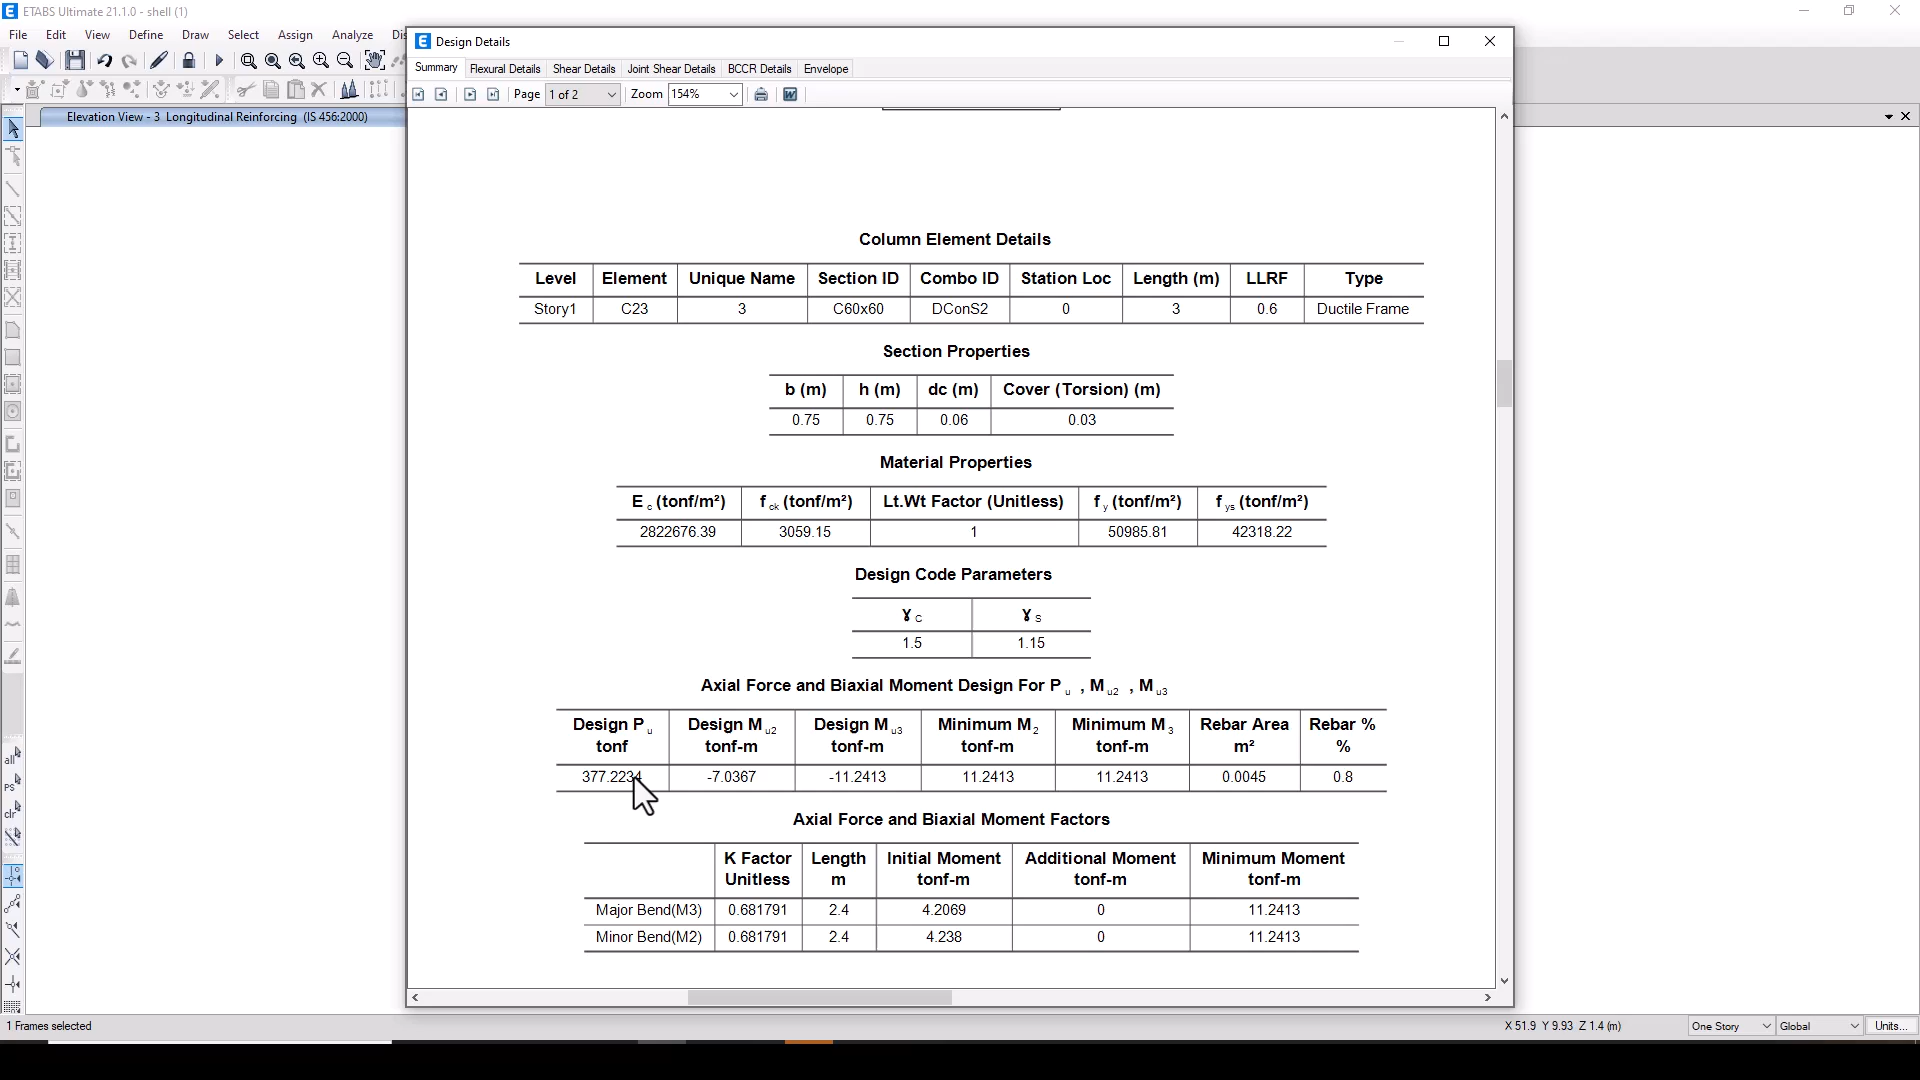 ETABS Ultimate 21.1.0 - shell (1)
File Edit View Define Draw Select Assign Analyze
Design Details
Summary Flexural Details Shear Details Joint Shear Details BCCR Details Envelope
Page 1 of 2 Zoom 154%
Elevation View - 3 Longitudinal Reinforcing (IS 456:2000)
Column Element Details
Level Element Unique Name Section ID Combo ID Station Loc Length (m) LLRF Type
Story1 C23 3 C60x60 DConS2 0 3 0.6 Ductile Frame
Section Properties
b (m) h (m) dc (m) Cover (Torsion) (m)
0.75 0.75 0.06 0.03
Material Properties
E c (tonf/m²) f ck (tonf/m²) Lt.Wt Factor (Unitless) f y (tonf/m²) f ys (tonf/m²)
2822676.39 3059.15 1 50985.81 42318.22
Design Code Parameters
ɣ C ɣ S
1.5 1.15
Axial Force and Biaxial Moment Design For P u , M u2 , M u3
Design P u Design M u2 Design M u3 Minimum M 2 Minimum M 3 Rebar Area Rebar %
tonf tonf-m tonf-m tonf-m tonf-m m² %
377.2234 -7.0367 -11.2413 11.2413 11.2413 0.0045 0.8
Axial Force and Biaxial Moment Factors
K Factor Length Initial Moment Additional Moment Minimum Moment
Unitless m tonf-m tonf-m tonf-m
Major Bend(M3) 0.681791 2.4 4.2069 0 11.2413
Minor Bend(M2) 0.681791 2.4 4.238 0 11.2413
all
PS
clr
1 Frames selected
X 51.9 Y 9.93 Z 1.4 (m)
One Story Global Units...